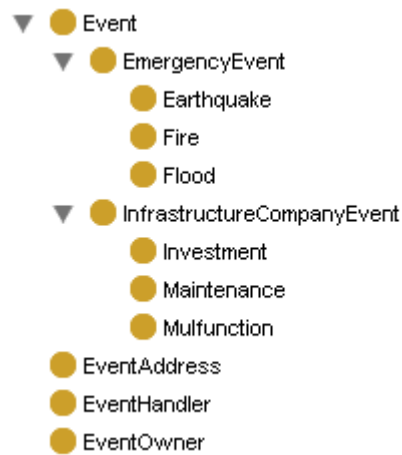 Event
EmergencyEvent
Earthquake
Fire
Flood
InfrastructureCompanyEvent
Investment
Maintenance
Mulfunction
EventAddress
EventHandler
EventOwner